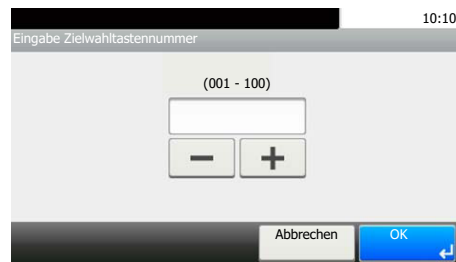 10:10
Eingabe Zielwahltastennummer
(001 - 100)
Abbrechen
OK